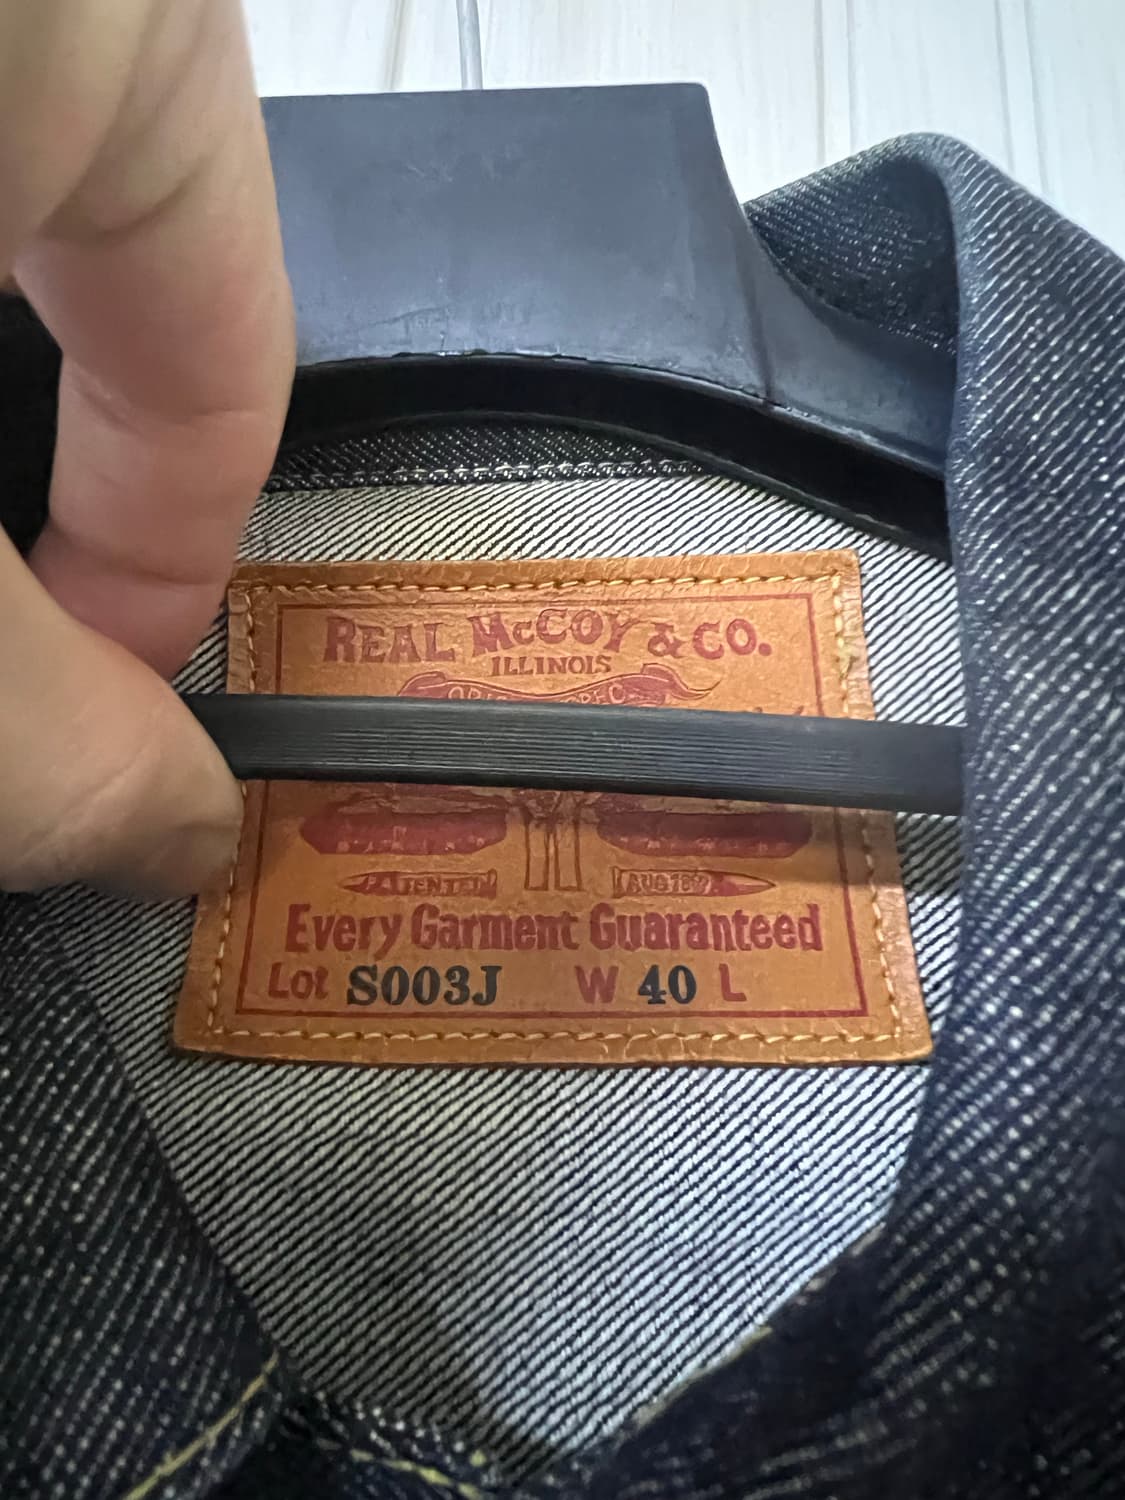 REAL McCOY & CO.
ILLINOIS
PATENTED
Every Garment Guaranteed
Lot S003J W 40 L